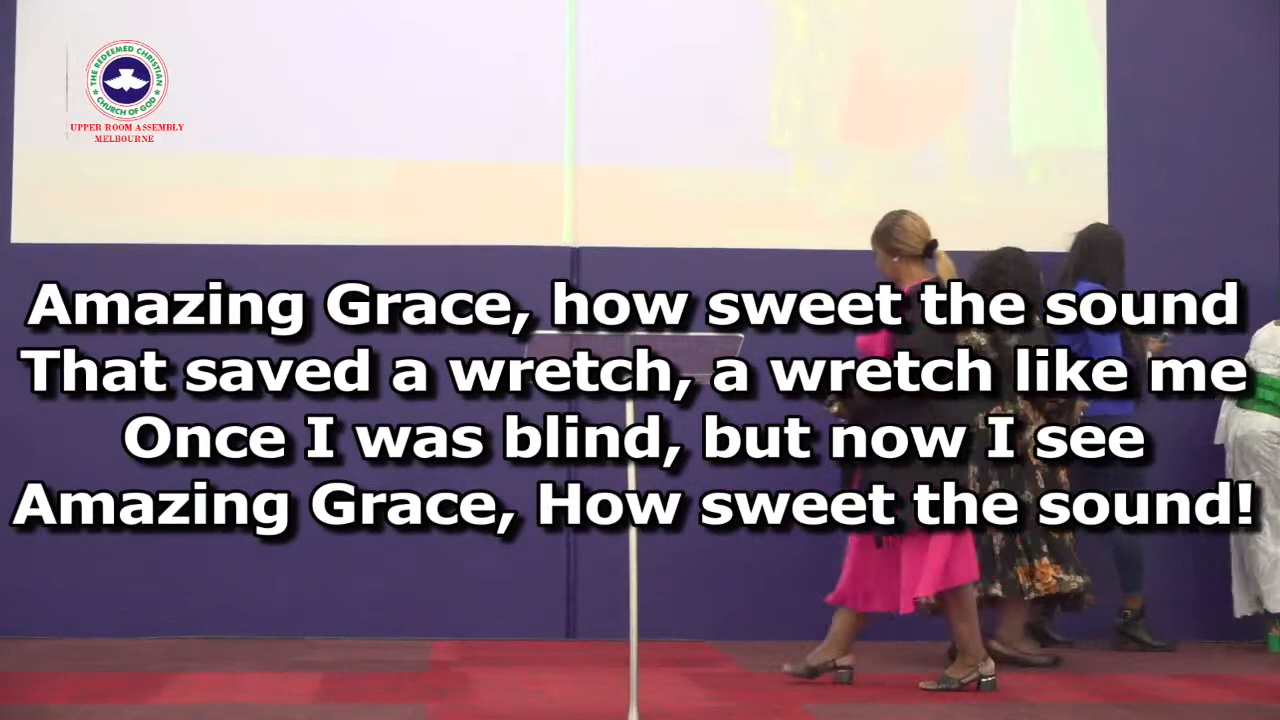 THE REDEEMED CHRISTIAN
CHURCH OF GOD
UPPER ROOM ASSEMBLY
MELBOURNE
Amazing Grace, how sweet the sound
That saved a wretch, a wretch like me
Once I was blind, but now I see
Amazing Grace, How sweet the sound!